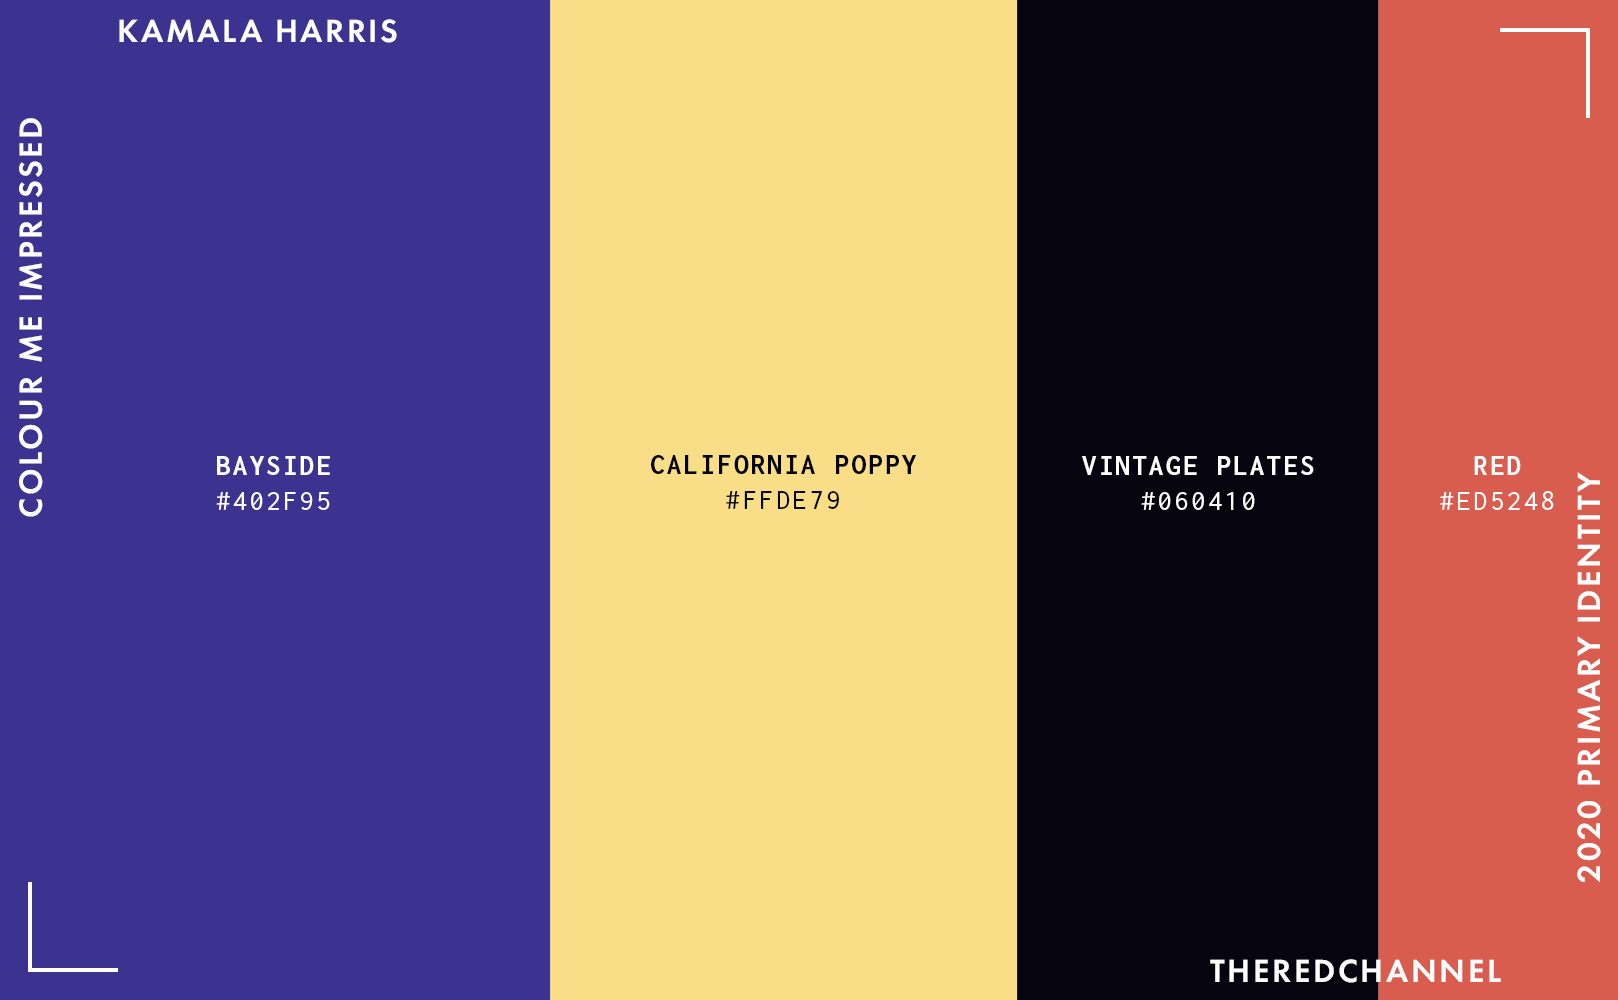 KAMALA HARRIS
COLOUR ME IMPRESSED
BAYSIDE
#402F95
CALIFORNIA POPPY
#FFDE79
VINTAGE PLATES
#060410
RED
#ED5248
2020 PRIMARY IDENTITY
THEREDCHANNEL